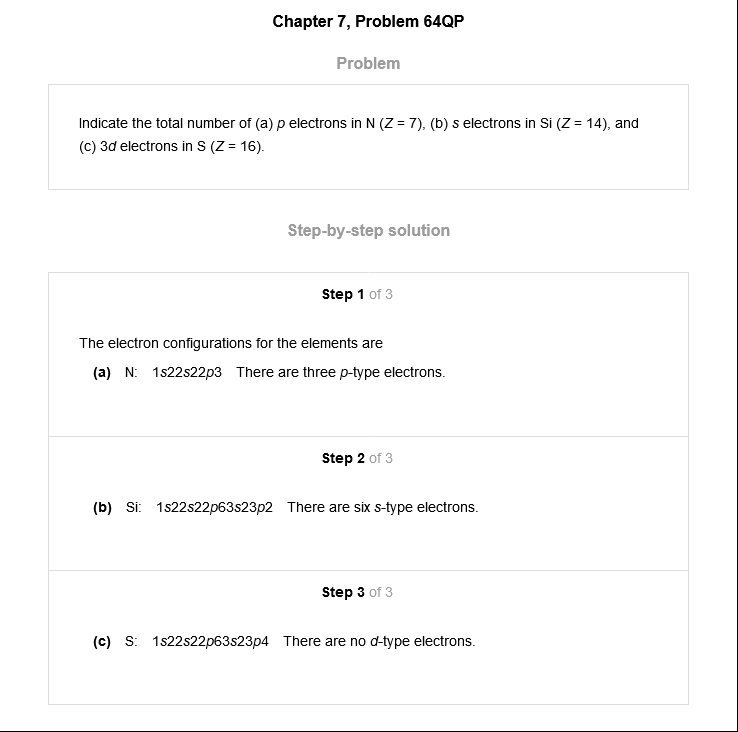 Chapter 7, Problem 64QP
Problem
Indicate the total number of (a) p electrons in N (Z = 7), (b) s electrons in Si (Z = 14), and
(c) 3d electrons in S (Z = 16).
Step-by-step solution
Step 1 of 3
The electron configurations for the elements are
(a) N: 1s22s22p3 There are three p-type electrons.
Step 2 of 3
(b) Si: 1s22s22p63s23p2 There are six s-type electrons.
Step 3 of 3
(c) S: 1s22s22p63s23p4 There are no d-type electrons.